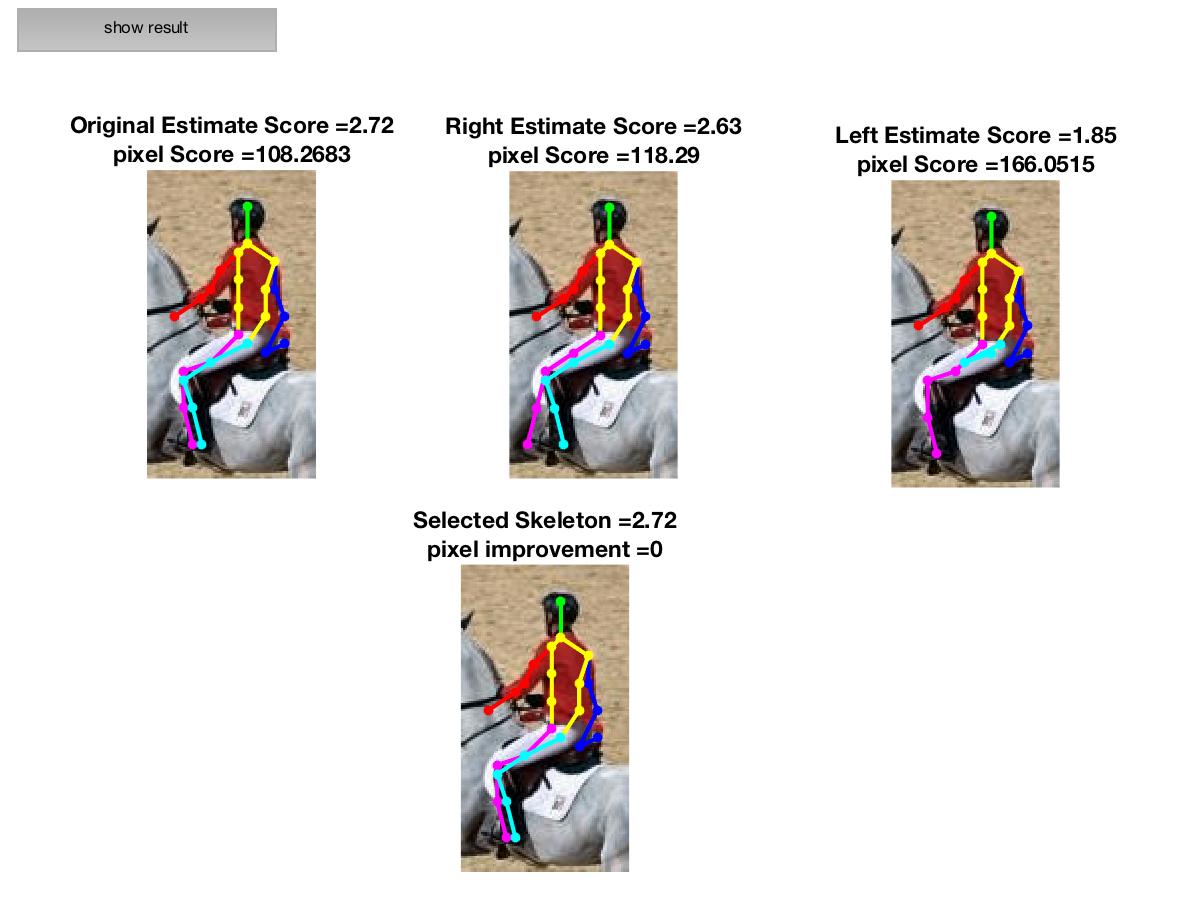 show result
Original Estimate Score =2.72
pixel Score =108.2683
Right Estimate Score =2.63
pixel Score =118.29
Left Estimate Score =1.85
pixel Score =166.0515
Selected Skeleton =2.72
pixel improvement =0